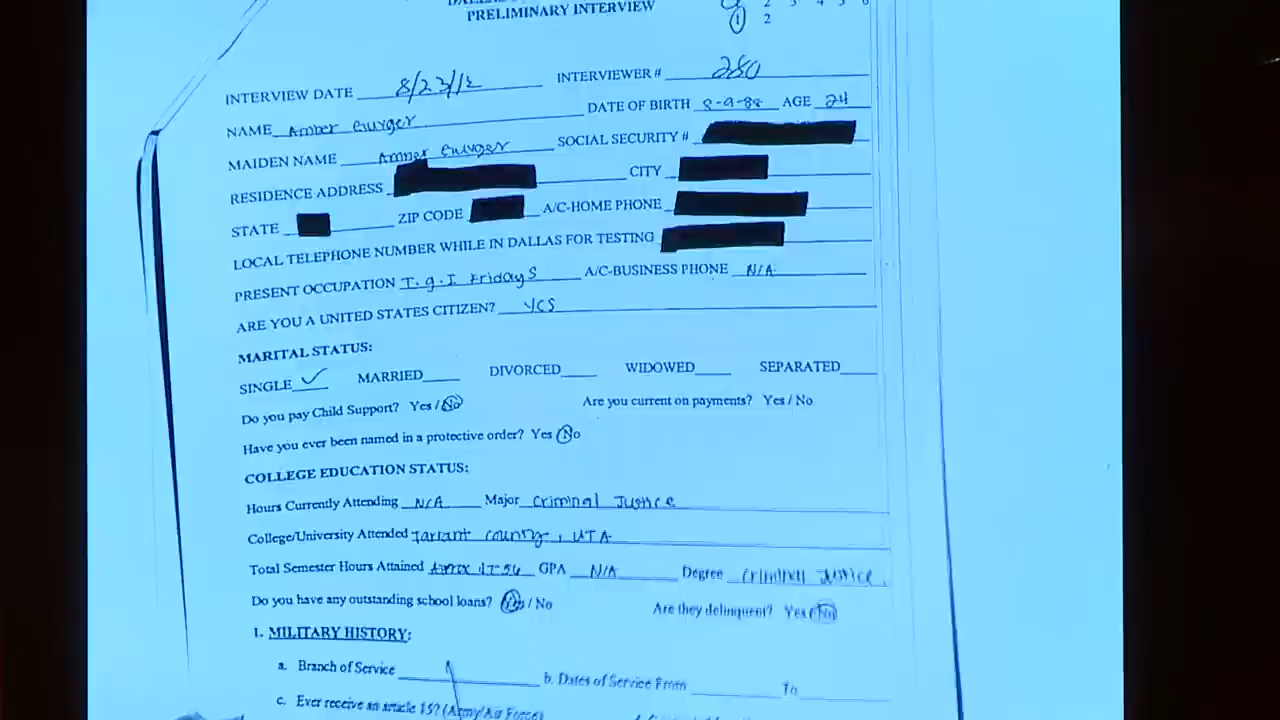 PRELIMINARY INTERVIEW
1 2
INTERVIEW DATE 8/23/12 INTERVIEWER # 280
NAME Amber Guyger DATE OF BIRTH 8-9-88 AGE 24
MAIDEN NAME Amber Guyger SOCIAL SECURITY #
RESIDENCE ADDRESS CITY
STATE ZIP CODE A/C-HOME PHONE
LOCAL TELEPHONE NUMBER WHILE IN DALLAS FOR TESTING
PRESENT OCCUPATION T.g.I Fridays A/C-BUSINESS PHONE N/A
ARE YOU A UNITED STATES CITIZEN? yes
MARITAL STATUS:
SINGLE ✓ MARRIED DIVORCED WIDOWED SEPARATED
Do you pay Child Support? Yes / No Are you current on payments? Yes / No
Have you ever been named in a protective order? Yes No
COLLEGE EDUCATION STATUS:
Hours Currently Attending N/A Major Criminal Justice
College/University Attended Tarrant County, UTA
Total Semester Hours Attained GPA N/A Degree Criminal Justice
Do you have any outstanding school loans? Yes / No Are they delinquent? Yes / No
1. MILITARY HISTORY:
a. Branch of Service b. Dates of Service From To
c. Ever receive an article 15? (Army/Air Force)